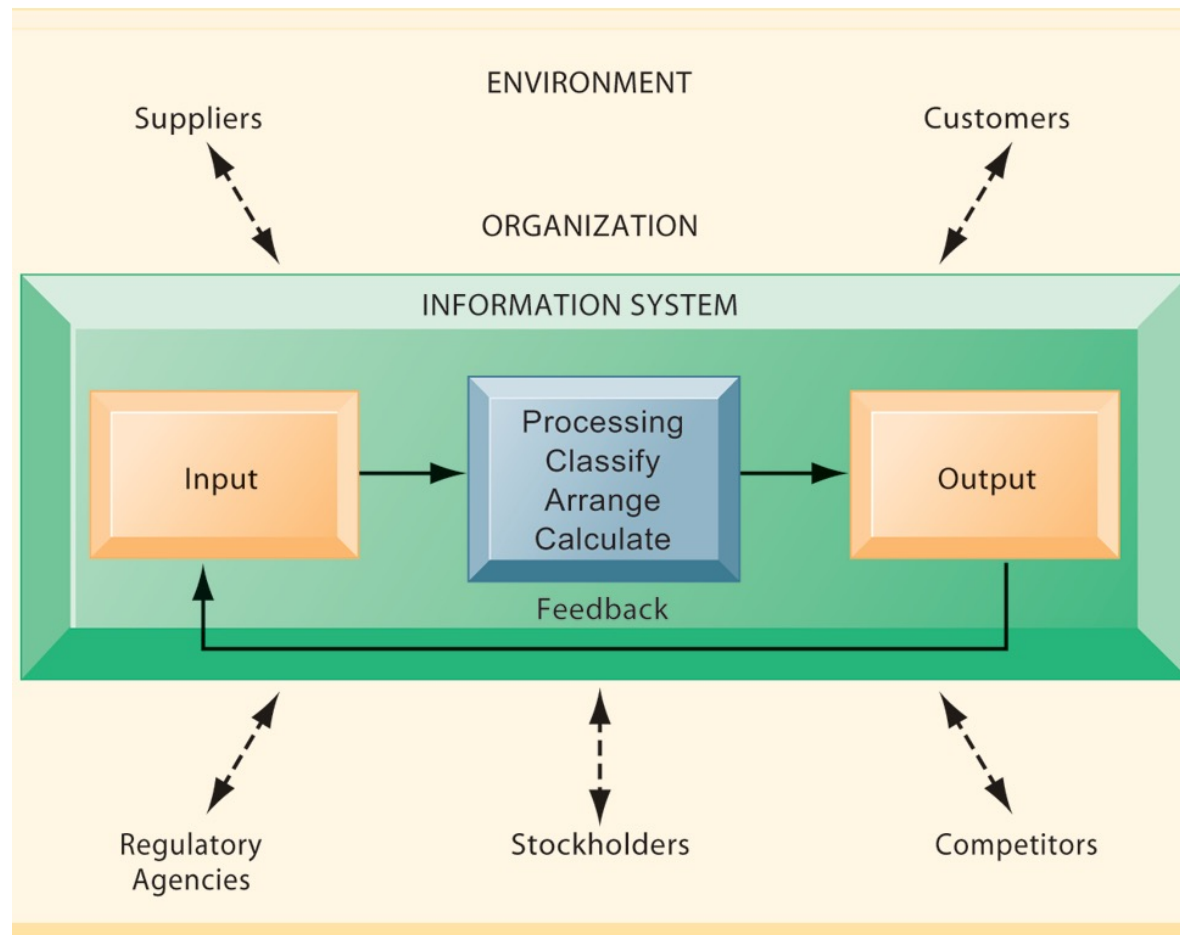 ENVIRONMENT
Suppliers
Customers
ORGANIZATION
INFORMATION SYSTEM
Input
Processing
Classify
Arrange
Calculate
Output
Feedback
Regulatory
Agencies
Stockholders
Competitors